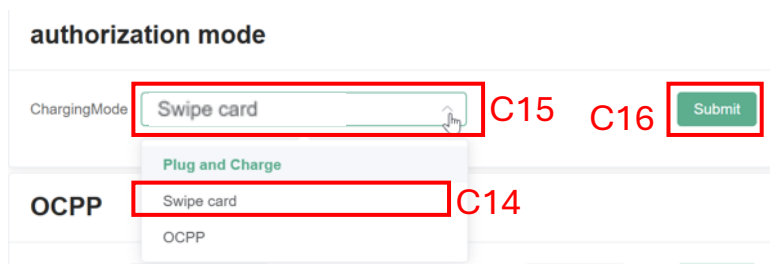 authorization mode
ChargingMode Swipe card C15 C16 Submit
Plug and Charge
OCPP Swipe card C14
OCPP